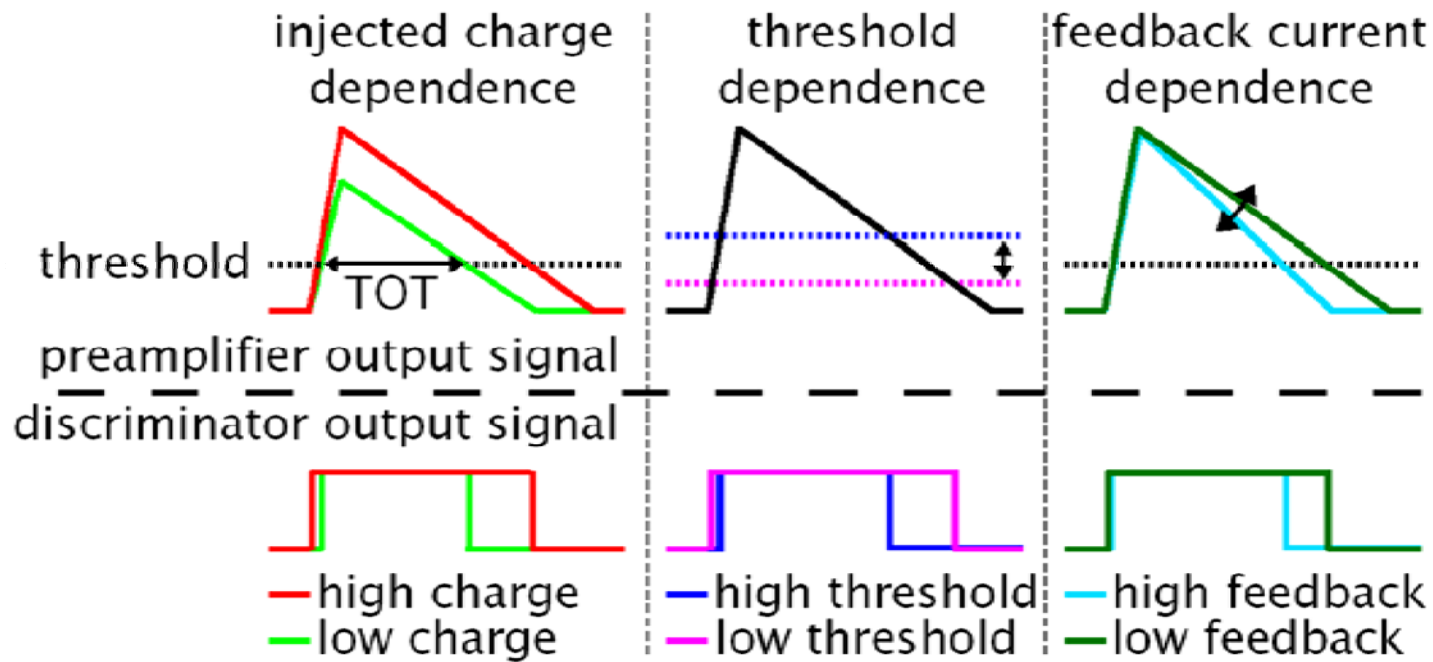 injected charge
dependence
threshold
dependence
feedback current
dependence
threshold
TOT
preamplifier output signal
discriminator output signal
high charge
low charge
high threshold
low threshold
high feedback
low feedback